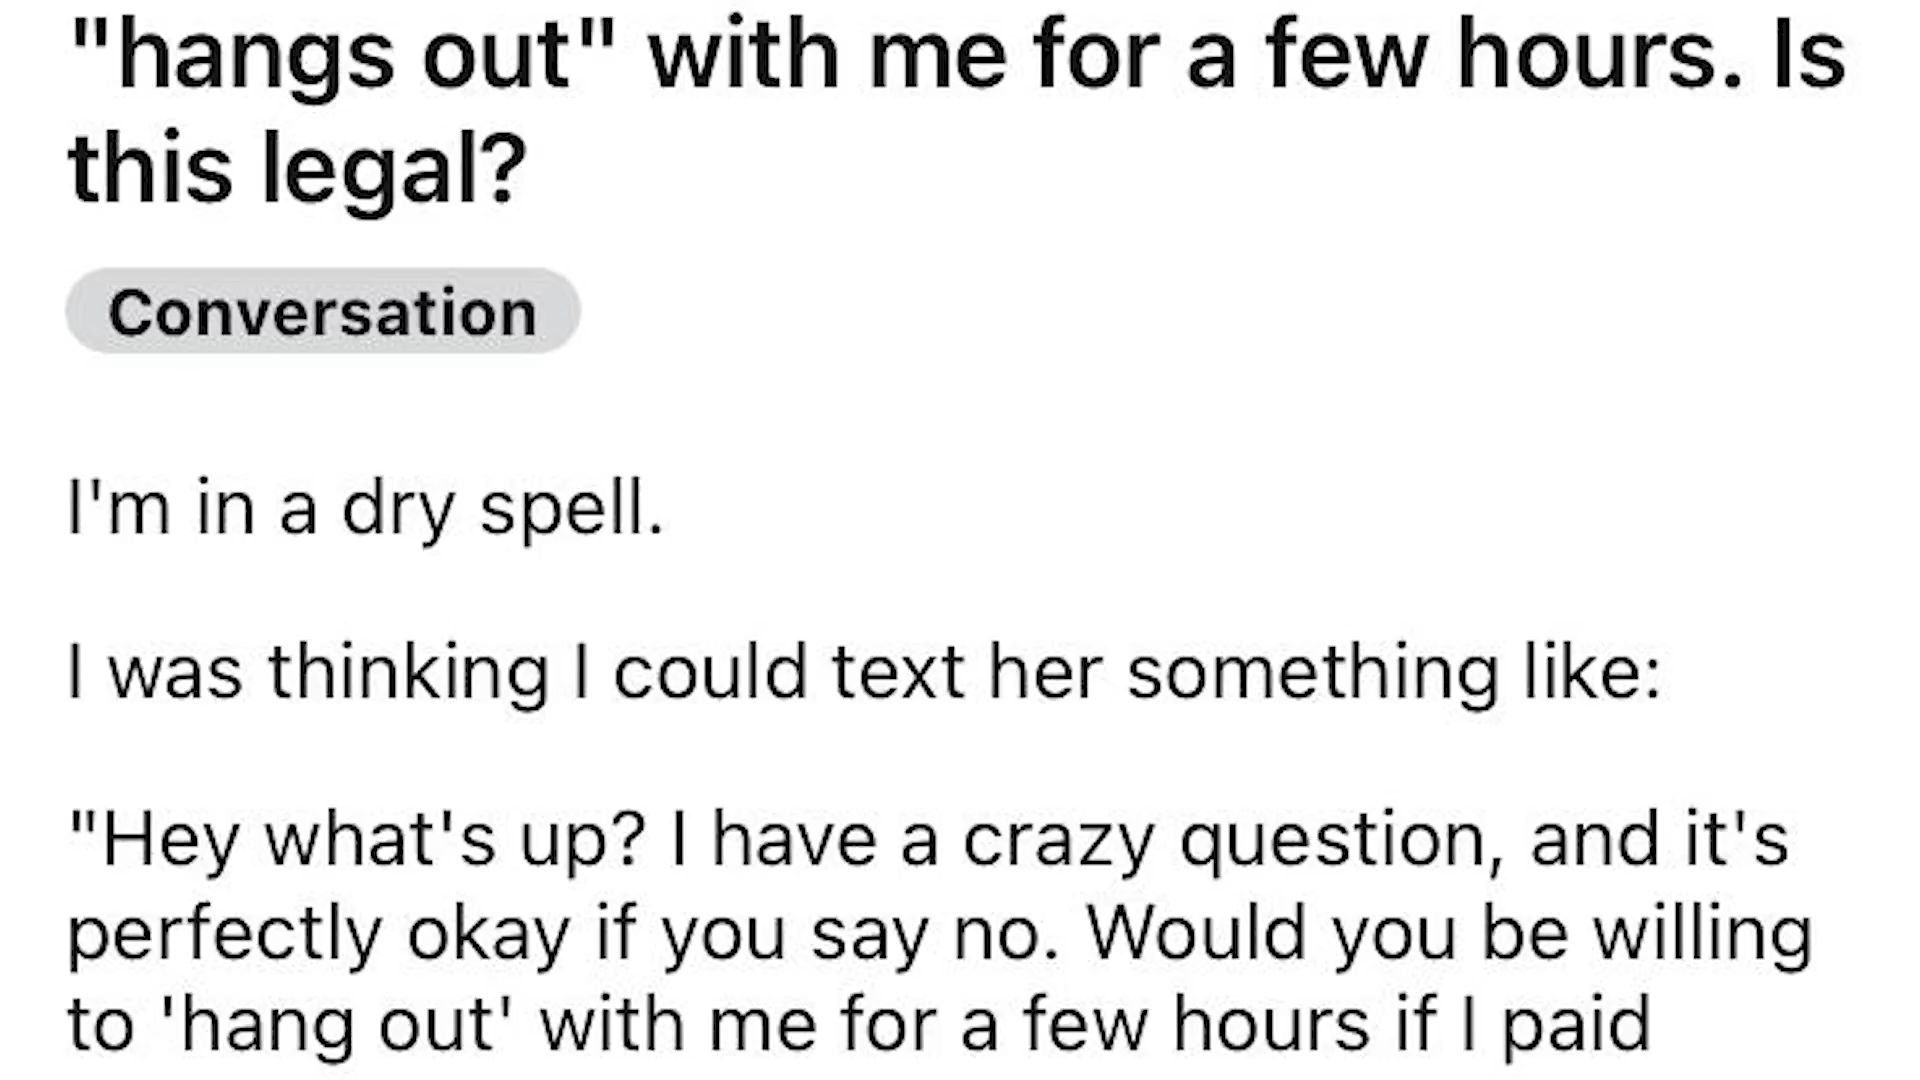 "hangs out" with me for a few hours. Is
this legal?
Conversation
I'm in a dry spell.
I was thinking I could text her something like:
"Hey what's up? I have a crazy question, and it's
perfectly okay if you say no. Would you be willing
to 'hang out' with me for a few hours if I paid